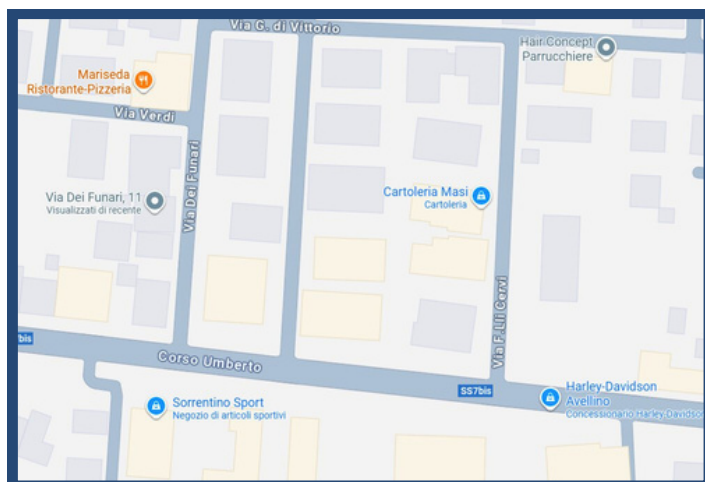 Via G. di Vittorio
Hair Concept
Parrucchiere
Mariseda
Ristorante-Pizzeria
Via Verdi
Via Dei Funari
Via Dei Funari, 11
Visualizzati di recente
Cartoleria Masi
Cartoleria
Via F.Lli Cervi
7bis
Corso Umberto
SS7bis
Harley-Davidson
Avellino
Concessionario Harley-Davidson
Sorrentino Sport
Negozio di articoli sportivi